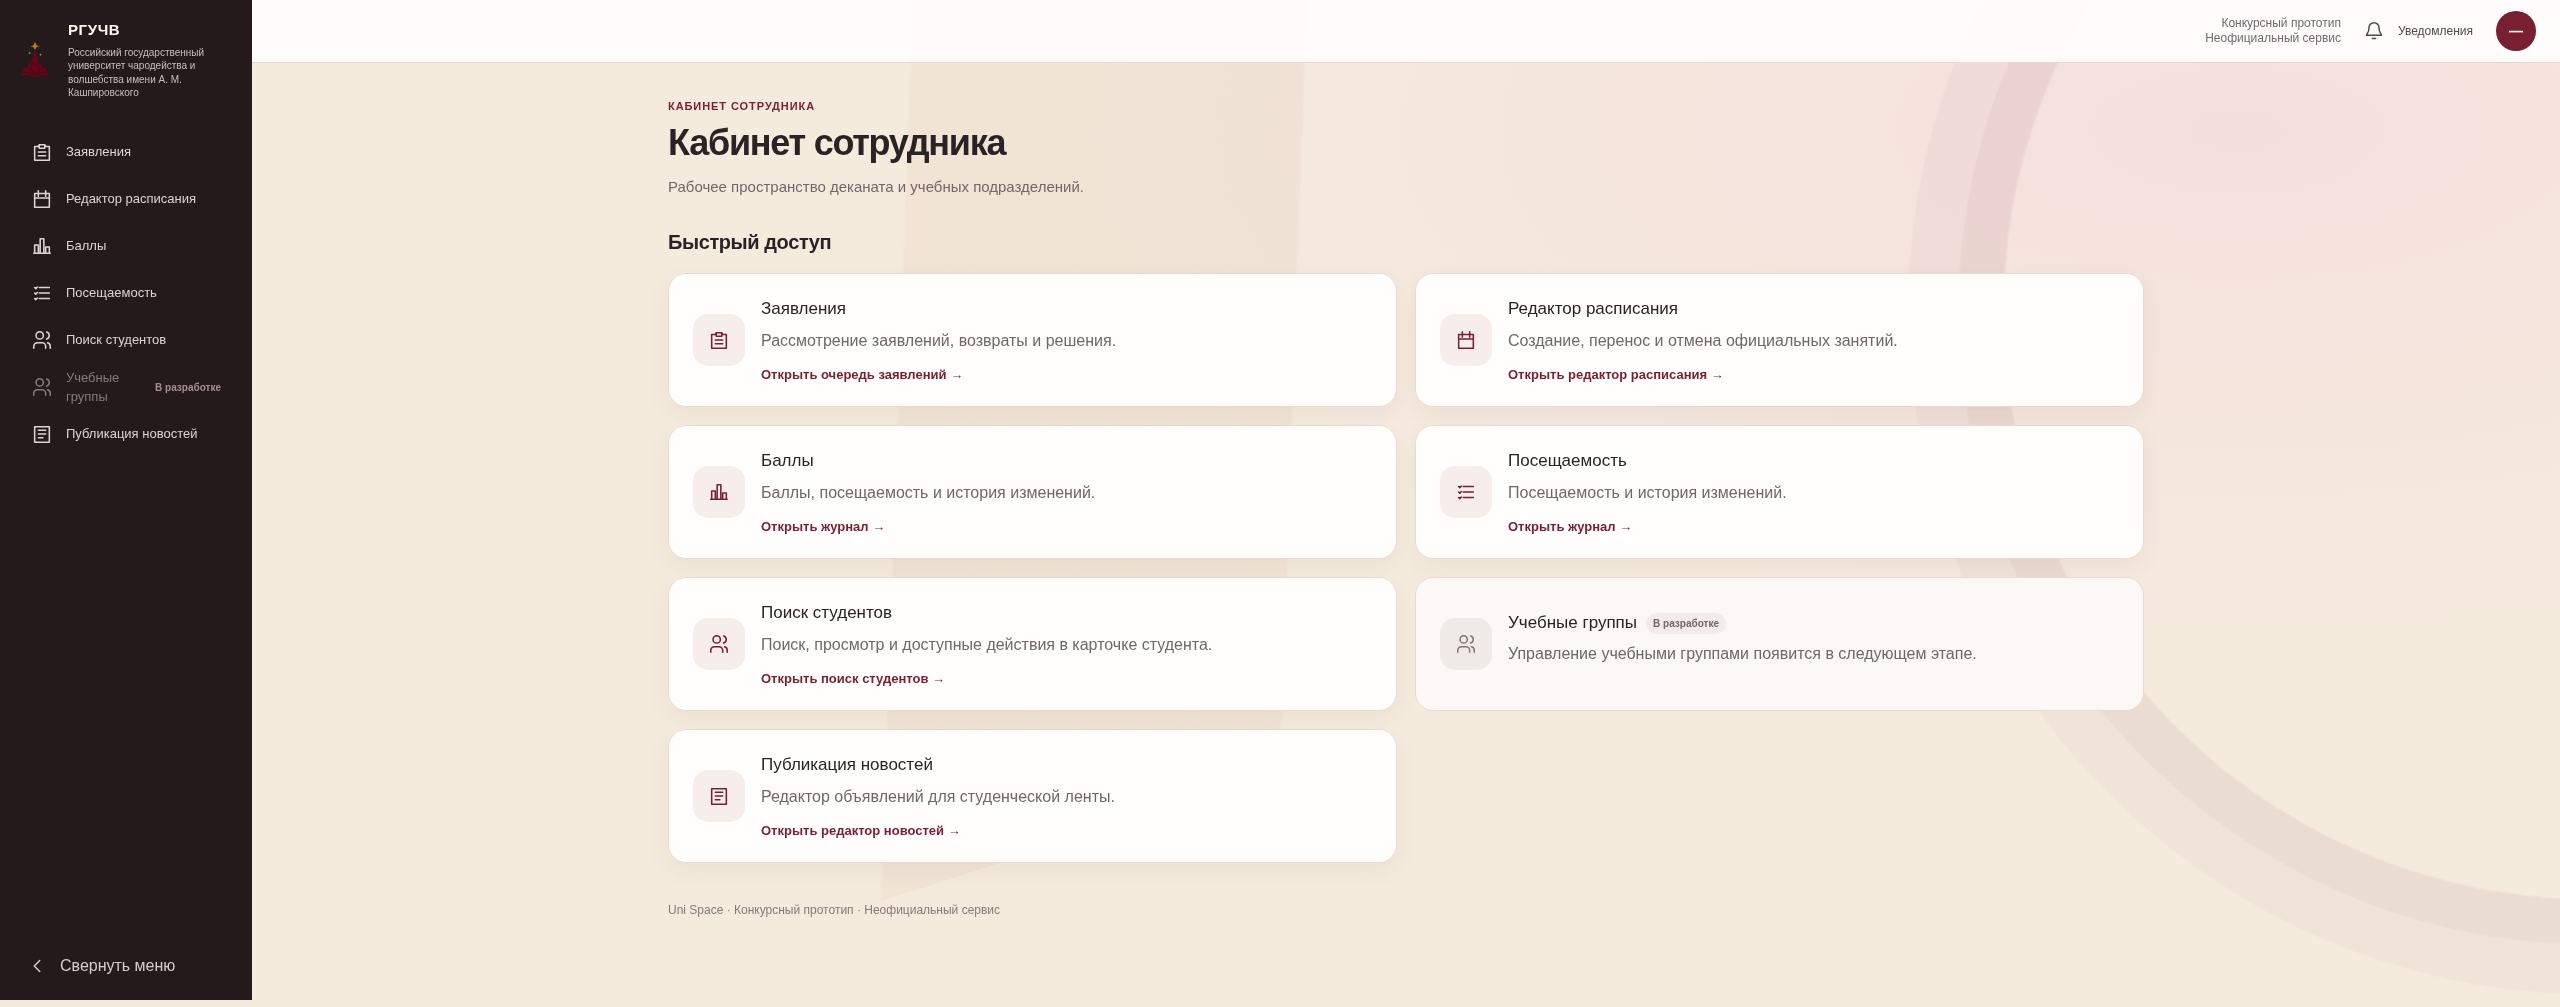 РГУЧВ
Российский государственный
университет чародейства и
волшебства имени А. М.
Кашпировского
Заявления
Редактор расписания
Баллы
Посещаемость
Поиск студентов
Учебные
группы
В разработке
Публикация новостей
Свернуть меню
Конкурсный прототип
Неофициальный сервис
Уведомления
КАБИНЕТ СОТРУДНИКА
Кабинет сотрудника
Рабочее пространство деканата и учебных подразделений.
Быстрый доступ
Заявления
Рассмотрение заявлений, возвраты и решения.
Открыть очередь заявлений →
Редактор расписания
Создание, перенос и отмена официальных занятий.
Открыть редактор расписания →
Баллы
Баллы, посещаемость и история изменений.
Открыть журнал →
Посещаемость
Посещаемость и история изменений.
Открыть журнал →
Поиск студентов
Поиск, просмотр и доступные действия в карточке студента.
Открыть поиск студентов →
Учебные группы В разработке
Управление учебными группами появится в следующем этапе.
Публикация новостей
Редактор объявлений для студенческой ленты.
Открыть редактор новостей →
Uni Space · Конкурсный прототип · Неофициальный сервис